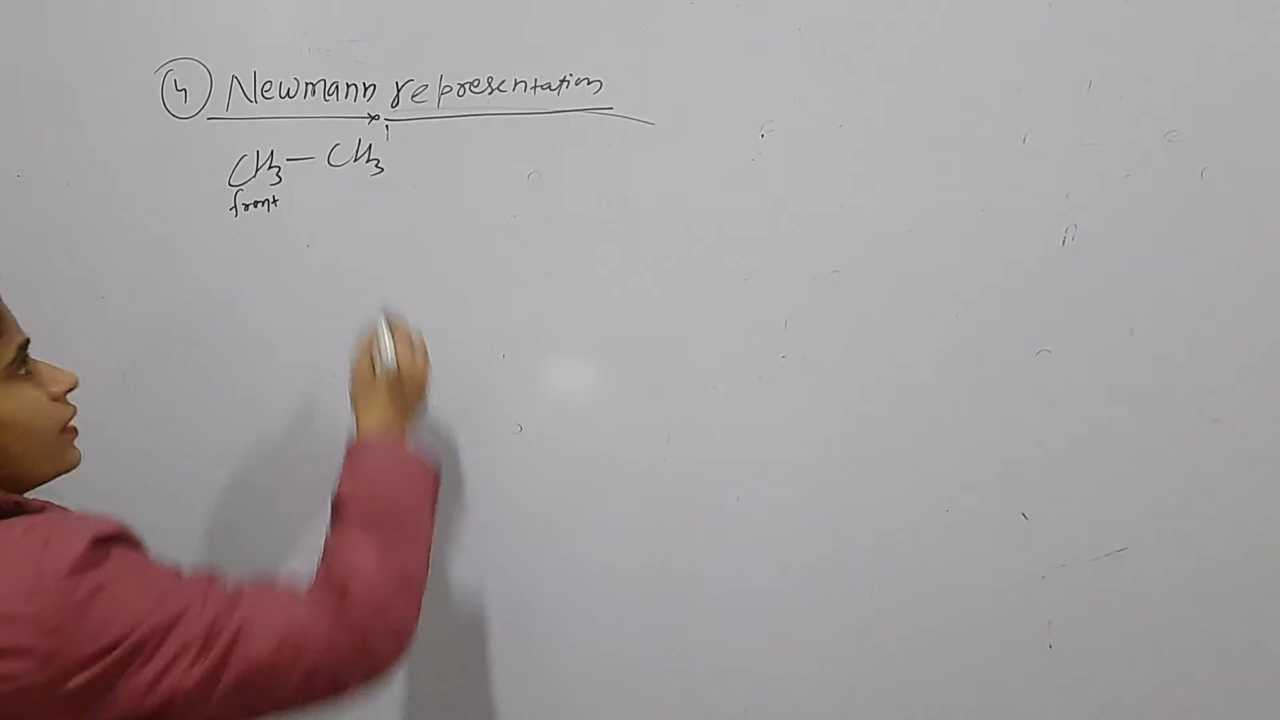 4 Newmann representation
CH3 — CH3
front